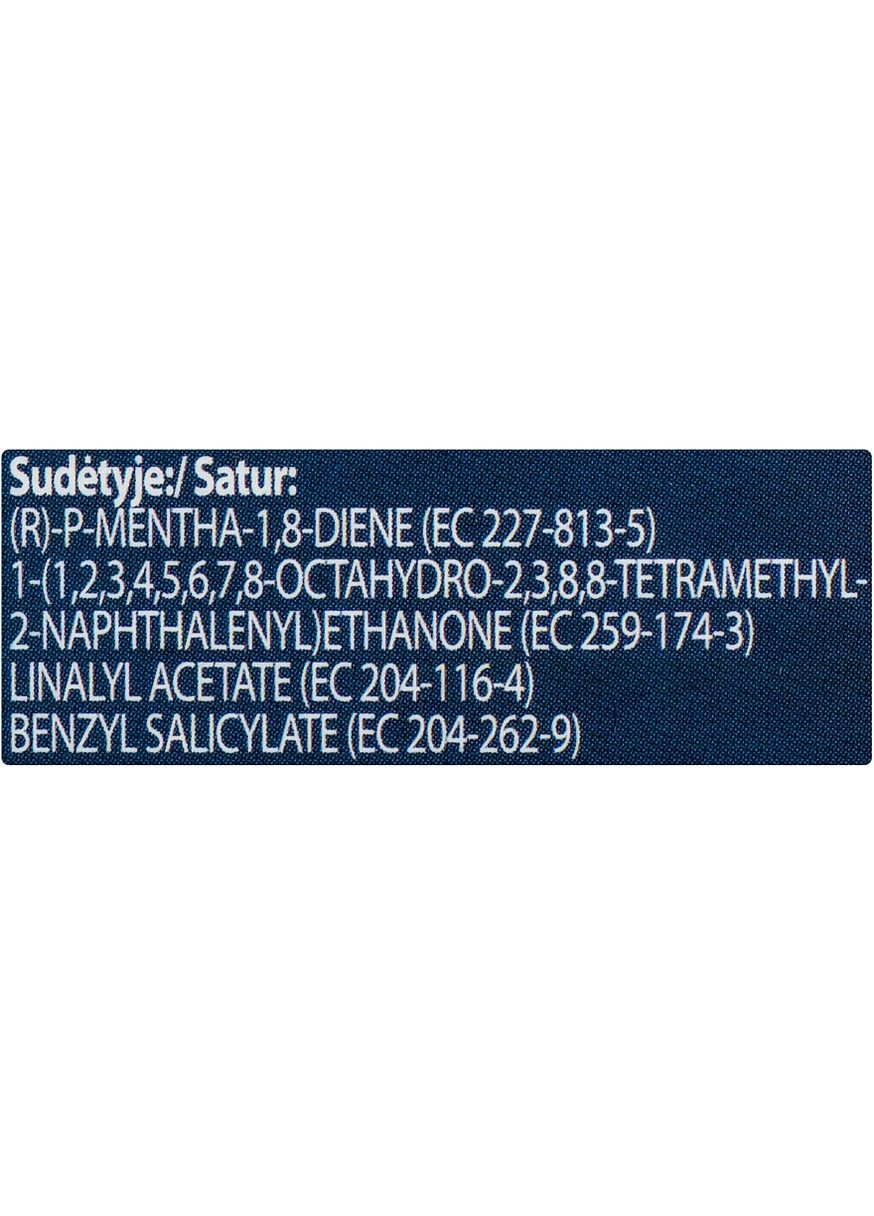 Sudėtyje:/ Satur:
(R)-P-MENTHA-1,8-DIENE (EC 227-813-5)
1-(1,2,3,4,5,6,7,8-OCTAHYDRO-2,3,8,8-TETRAMETHYL-
2-NAPHTHALENYL)ETHANONE (EC 259-174-3)
LINALYL ACETATE (EC 204-116-4)
BENZYL SALICYLATE (EC 204-262-9)